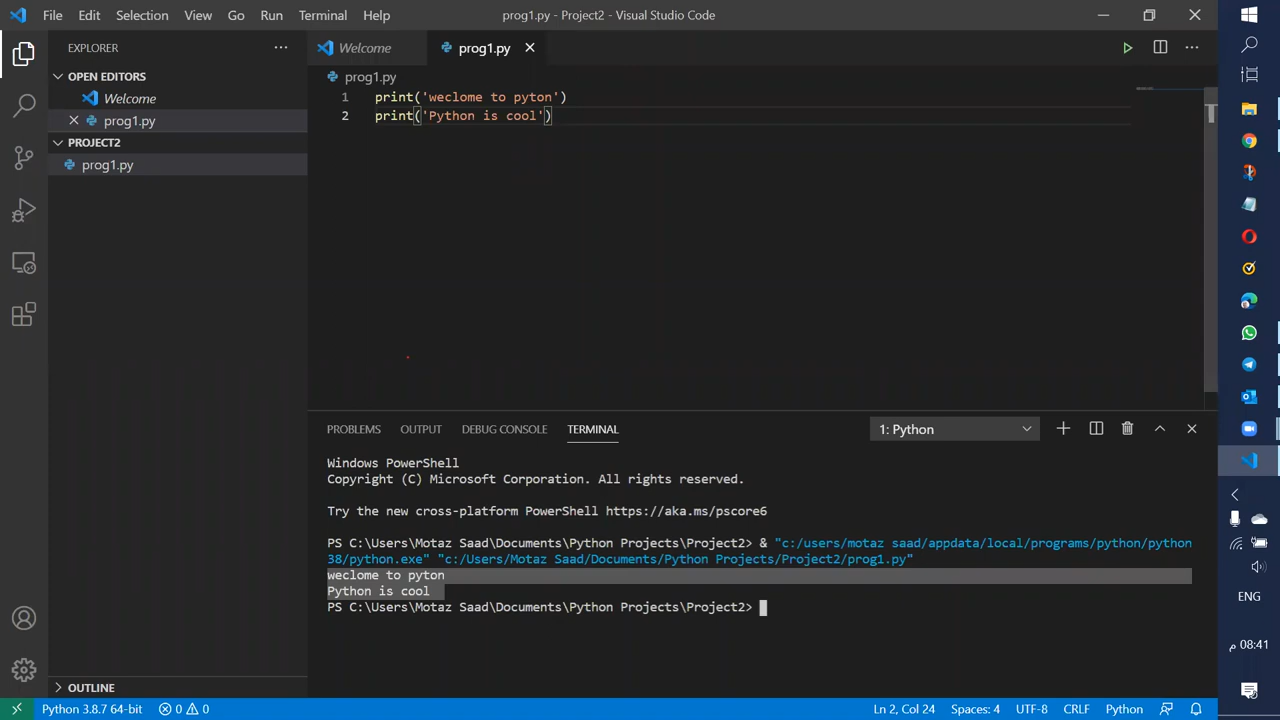 File Edit Selection View Go Run Terminal Help
prog1.py - Project2 - Visual Studio Code
EXPLORER
OPEN EDITORS
Welcome
prog1.py
PROJECT2
prog1.py
OUTLINE
Welcome
prog1.py
prog1.py
1 print('weclome to pyton')
2 print('Python is cool')
PROBLEMS OUTPUT DEBUG CONSOLE TERMINAL
1: Python
Windows PowerShell
Copyright (C) Microsoft Corporation. All rights reserved.
Try the new cross-platform PowerShell https://aka.ms/pscore6
PS C:\Users\Motaz Saad\Documents\Python Projects\Project2> & "c:/users/motaz saad/appdata/local/programs/python/python
38/python.exe" "c:/Users/Motaz Saad/Documents/Python Projects/Project2/prog1.py"
weclome to pyton
Python is cool
PS C:\Users\Motaz Saad\Documents\Python Projects\Project2>
Python 3.8.7 64-bit 0 0 Ln 2, Col 24 Spaces: 4 UTF-8 CRLF Python
ENG
08:41 م